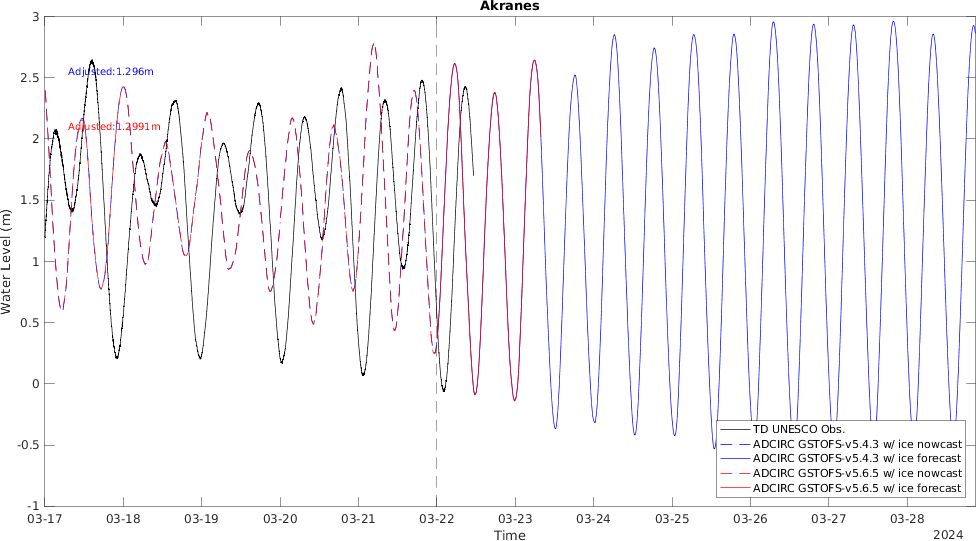 Akranes
3
2.5
2
1.5
1
0.5
0
-0.5
-1
Water Level (m)
Adjusted:1.296m
Adjusted:1.2991m
TD UNESCO Obs.
ADCIRC GSTOFS-v5.4.3 w/ ice nowcast
ADCIRC GSTOFS-v5.4.3 w/ ice forecast
ADCIRC GSTOFS-v5.6.5 w/ ice nowcast
ADCIRC GSTOFS-v5.6.5 w/ ice forecast
03-17 03-18 03-19 03-20 03-21 03-22 03-23 03-24 03-25 03-26 03-27 03-28
Time
2024